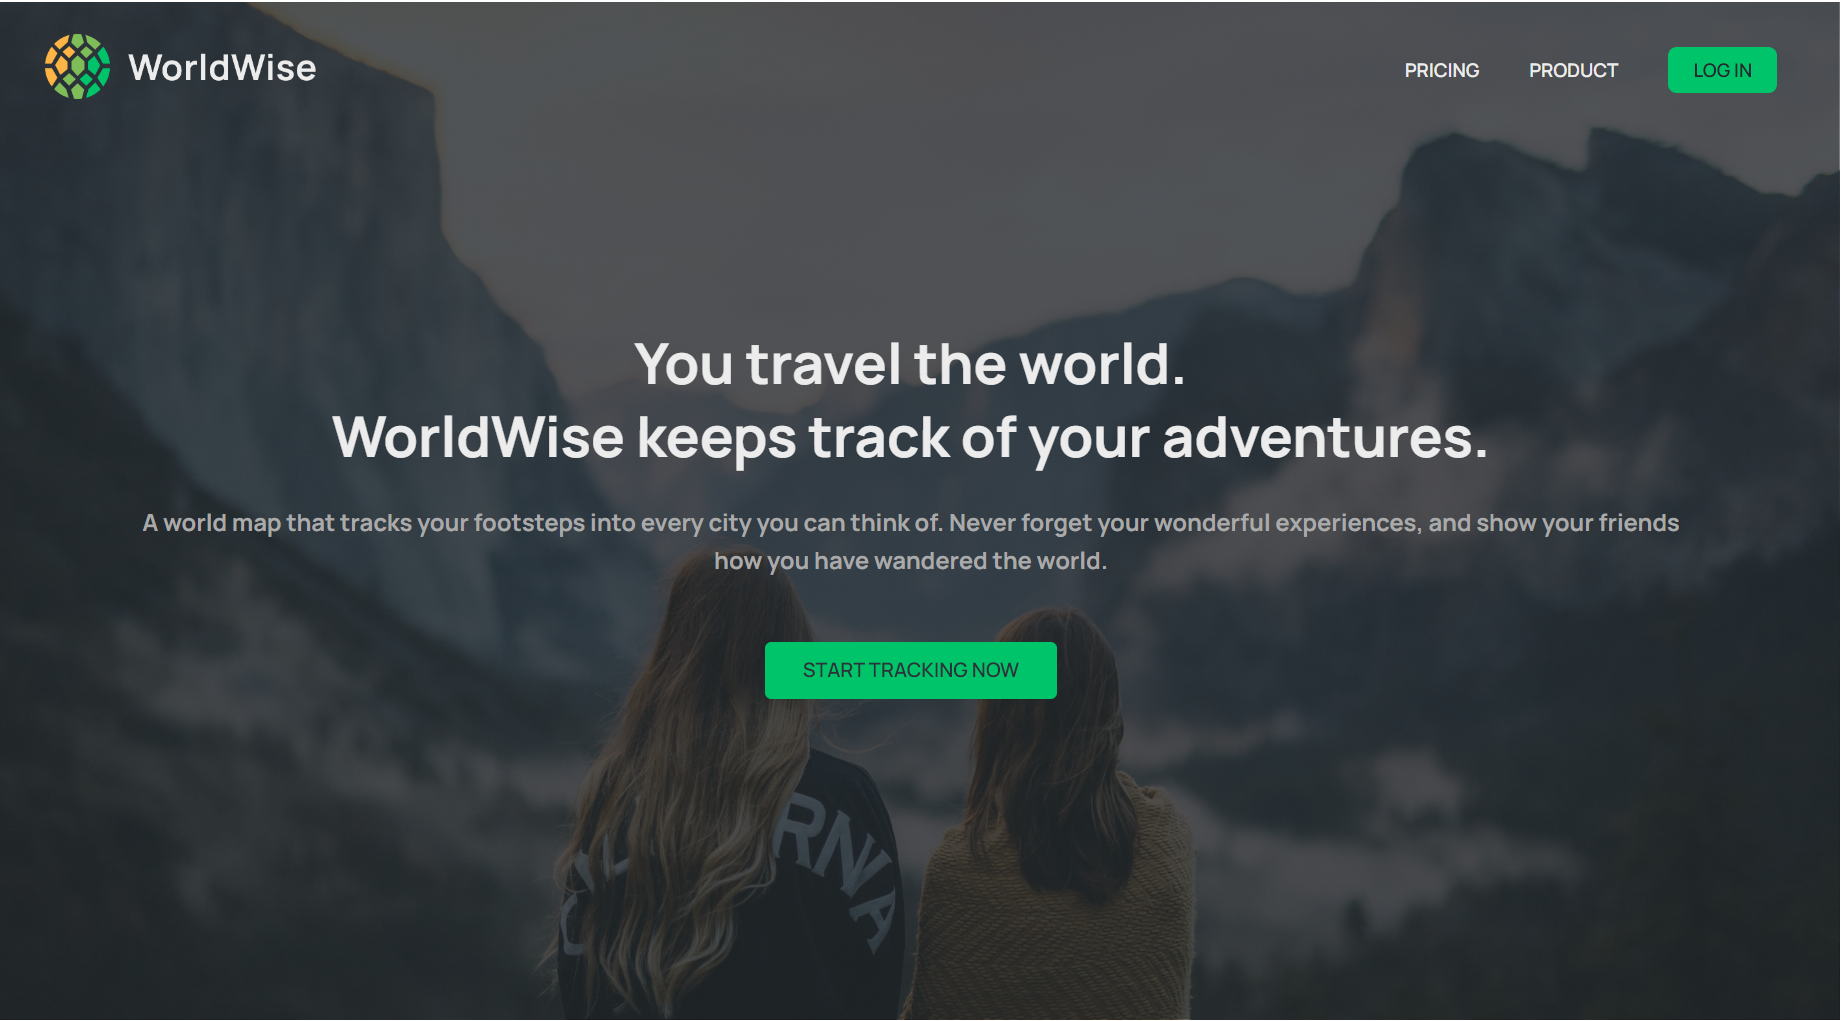 WorldWise
PRICING
PRODUCT
LOG IN
You travel the world.
WorldWise keeps track of your adventures.
A world map that tracks your footsteps into every city you can think of. Never forget your wonderful experiences, and show your friends
how you have wandered the world.
START TRACKING NOW